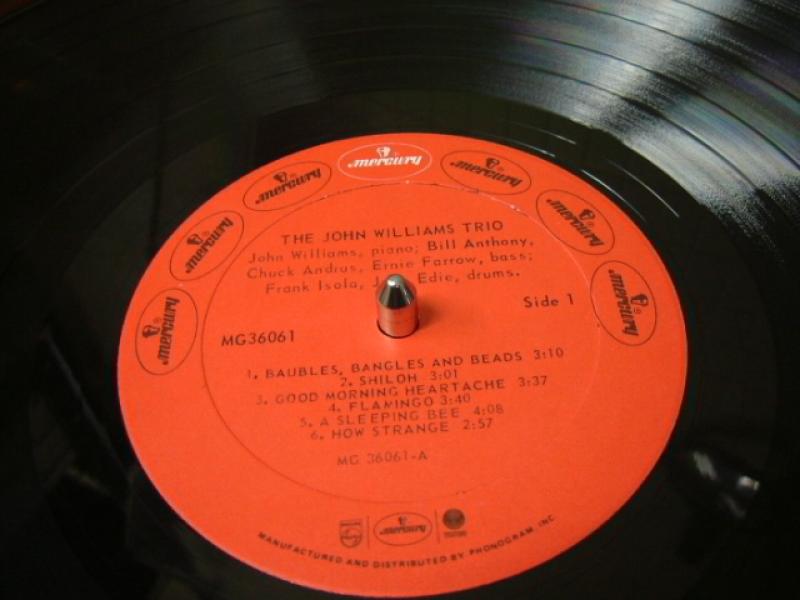 mercury
mercury
mercury
mercury
mercury
mercury
mercury
THE JOHN WILLIAMS TRIO
John Williams, piano; Bill Anthony,
Chuck Andrus, Ernie Farrow, bass;
Frank Isola, J Edie, drums.
Side 1
MG36061
1. BAUBLES, BANGLES AND BEADS 3:10
2. SHILOH 3:01
3. GOOD MORNING HEARTACHE 3:37
4. FLAMINGO 3:40
5. A SLEEPING BEE 4:08
6. HOW STRANGE 2:57
MG 36061-A
mercury
MANUFACTURED AND DISTRIBUTED BY PHONOGRAM, INC.